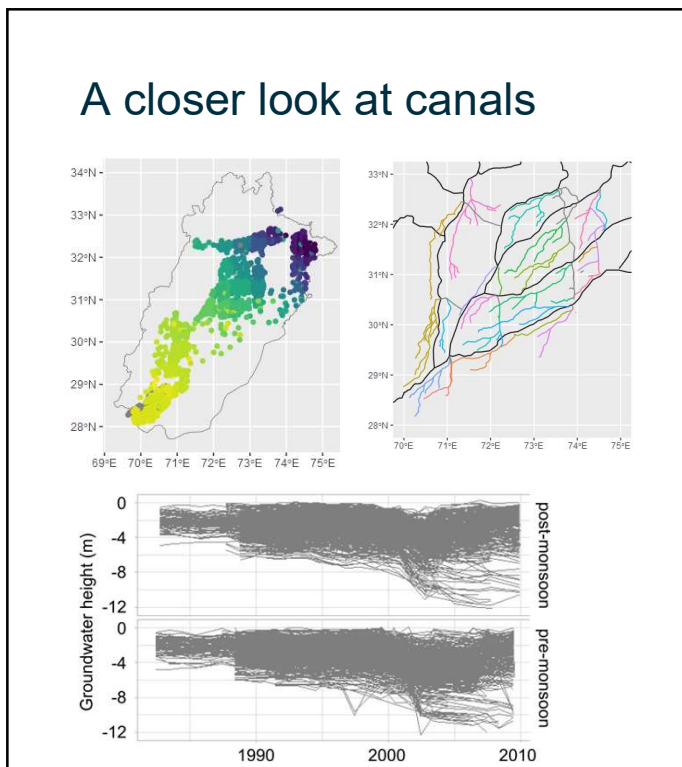 A closer look at canals
34°N
33°N
32°N
31°N
30°N
29°N
28°N
69°E 70°E 71°E 72°E 73°E 74°E 75°E
33°N
32°N
31°N
30°N
29°N
28°N
70°E 71°E 72°E 73°E 74°E 75°E
Groundwater height (m)
0
-4
-8
-12
post-monsoon
0
-4
-8
-12
pre-monsoon
1990 2000 2010